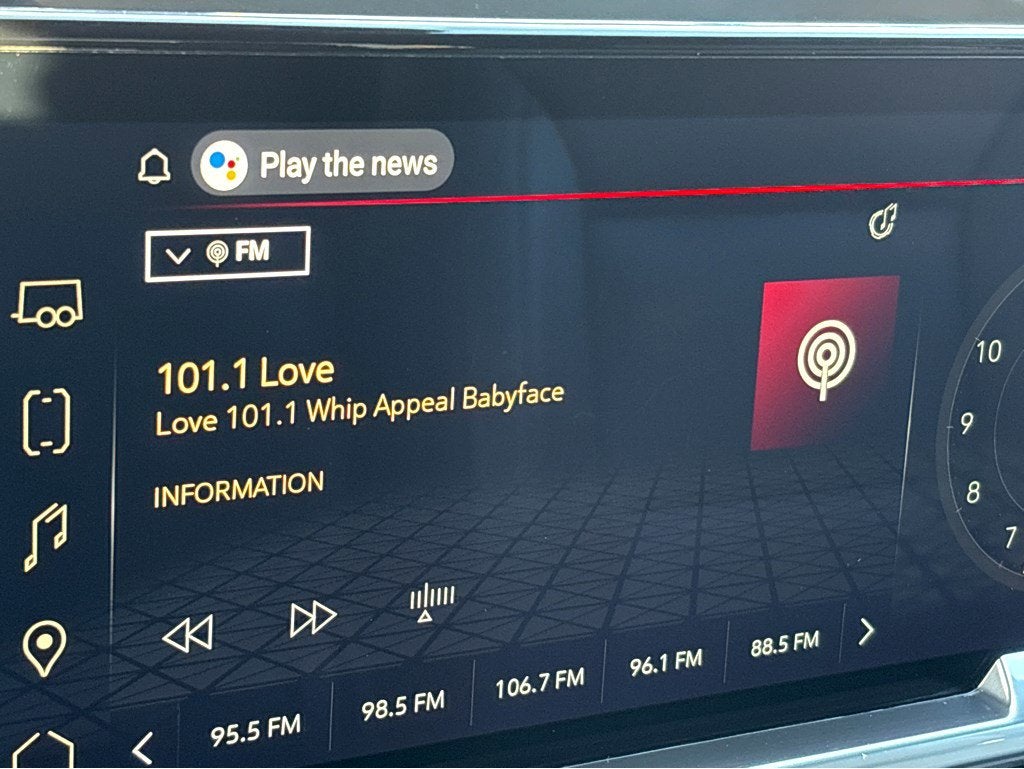 Play the news
FM
101.1 Love
Love 101.1 Whip Appeal Babyface
INFORMATION
95.5 FM
98.5 FM
106.7 FM
96.1 FM
88.5 FM
10
9
8
7